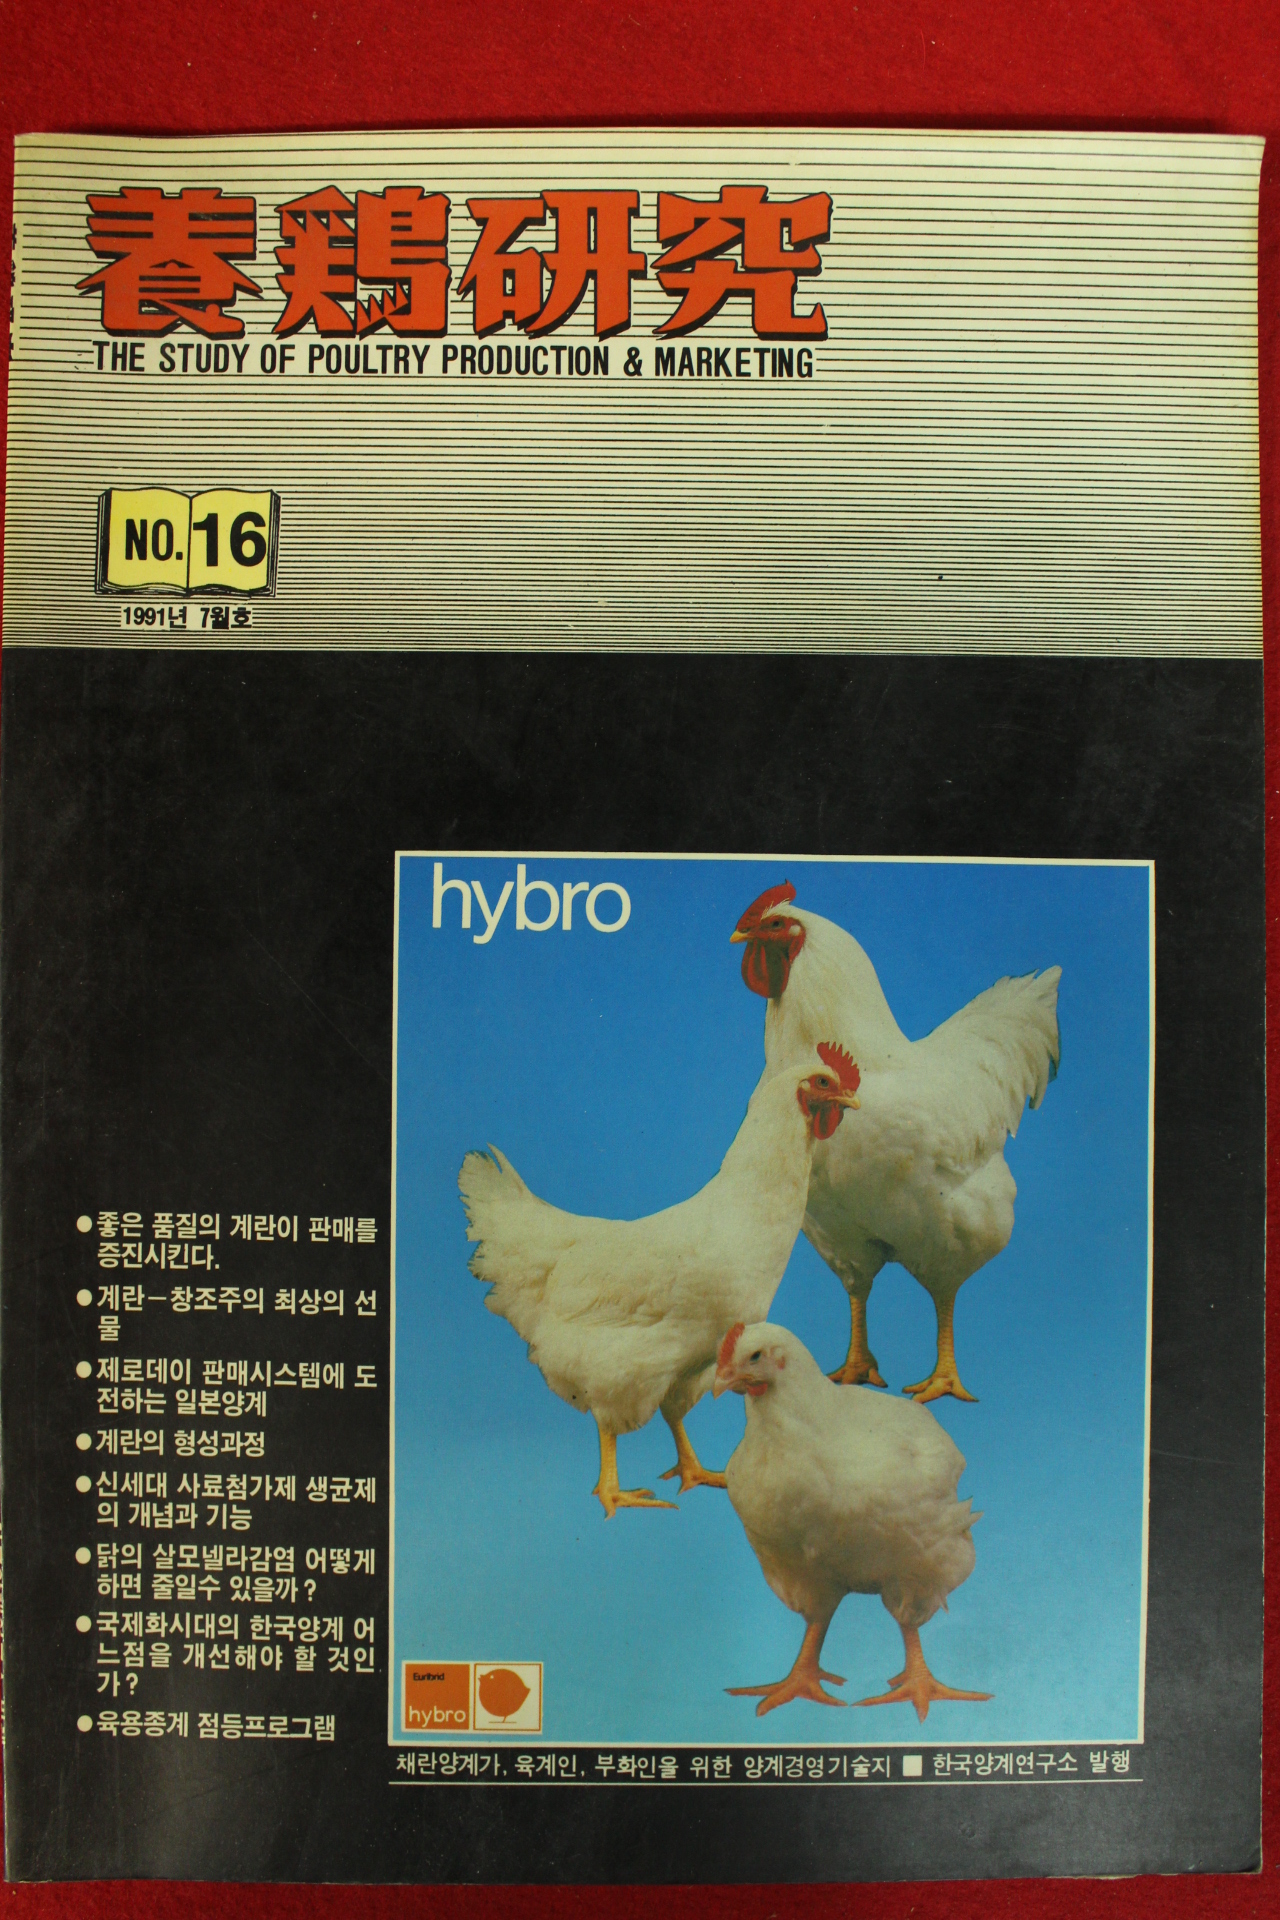 養鶏研究
THE STUDY OF POULTRY PRODUCTION & MARKETING
NO. 16
1991년 7월호
hybro
●좋은 품질의 계란이 판매를
증진시킨다.
●계란-창조주의 최상의 선
물
●제로데이 판매시스템에 도
전하는 일본양계
●계란의 형성과정
●신세대 사료첨가제 생균제
의 개념과 기능
●닭의 살모넬라감염 어떻게
하면 줄일수 있을까?
●국제화시대의 한국양계 어
느점을 개선해야 할 것인
가?
●육용종계 점등프로그램
Euribrid
hybro
채란양계가, 육계인, 부화인을 위한 양계경영기술지 ■ 한국양계연구소 발행